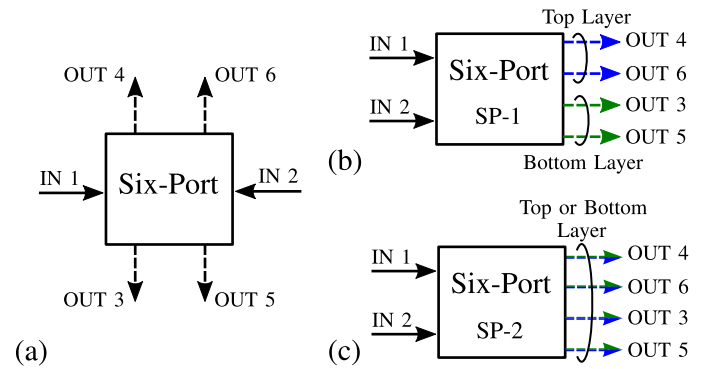 OUT 4
OUT 6
IN 1
Six-Port
IN 2
OUT 3
OUT 5
(a)
Top Layer
IN 1
OUT 4
Six-Port
OUT 6
IN 2
SP-1
OUT 3
OUT 5
(b)
Bottom Layer
Top or Bottom
Layer
IN 1
OUT 4
Six-Port
OUT 6
IN 2
SP-2
OUT 3
OUT 5
(c)